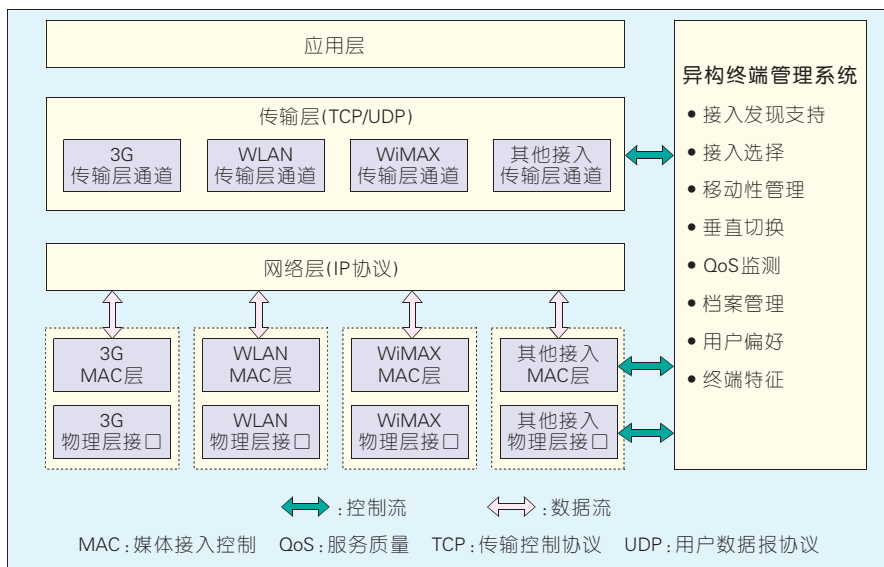 应用层
传输层(TCP/UDP)
3G
传输层通道
WLAN
传输层通道
WiMAX
传输层通道
其他接入
传输层通道
网络层(IP协议)
3G
MAC层
WLAN
MAC层
WiMAX
MAC层
其他接入
MAC层
3G
物理层接口
WLAN
物理层接口
WiMAX
物理层接口
其他接入
物理层接口
异构终端管理系统
• 接入发现支持
• 接入选择
• 移动性管理
• 垂直切换
• QoS监测
• 档案管理
• 用户偏好
• 终端特征
:控制流
:数据流
MAC:媒体接入控制 QoS:服务质量 TCP:传输控制协议 UDP:用户数据报协议